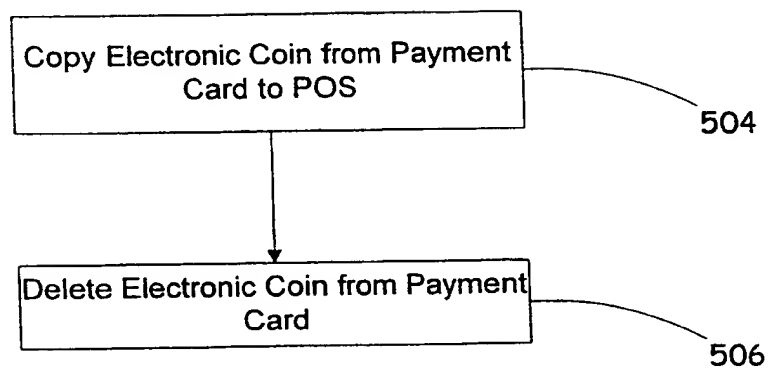 Copy Electronic Coin from Payment
Card to POS
504
Delete Electronic Coin from Payment
Card
506